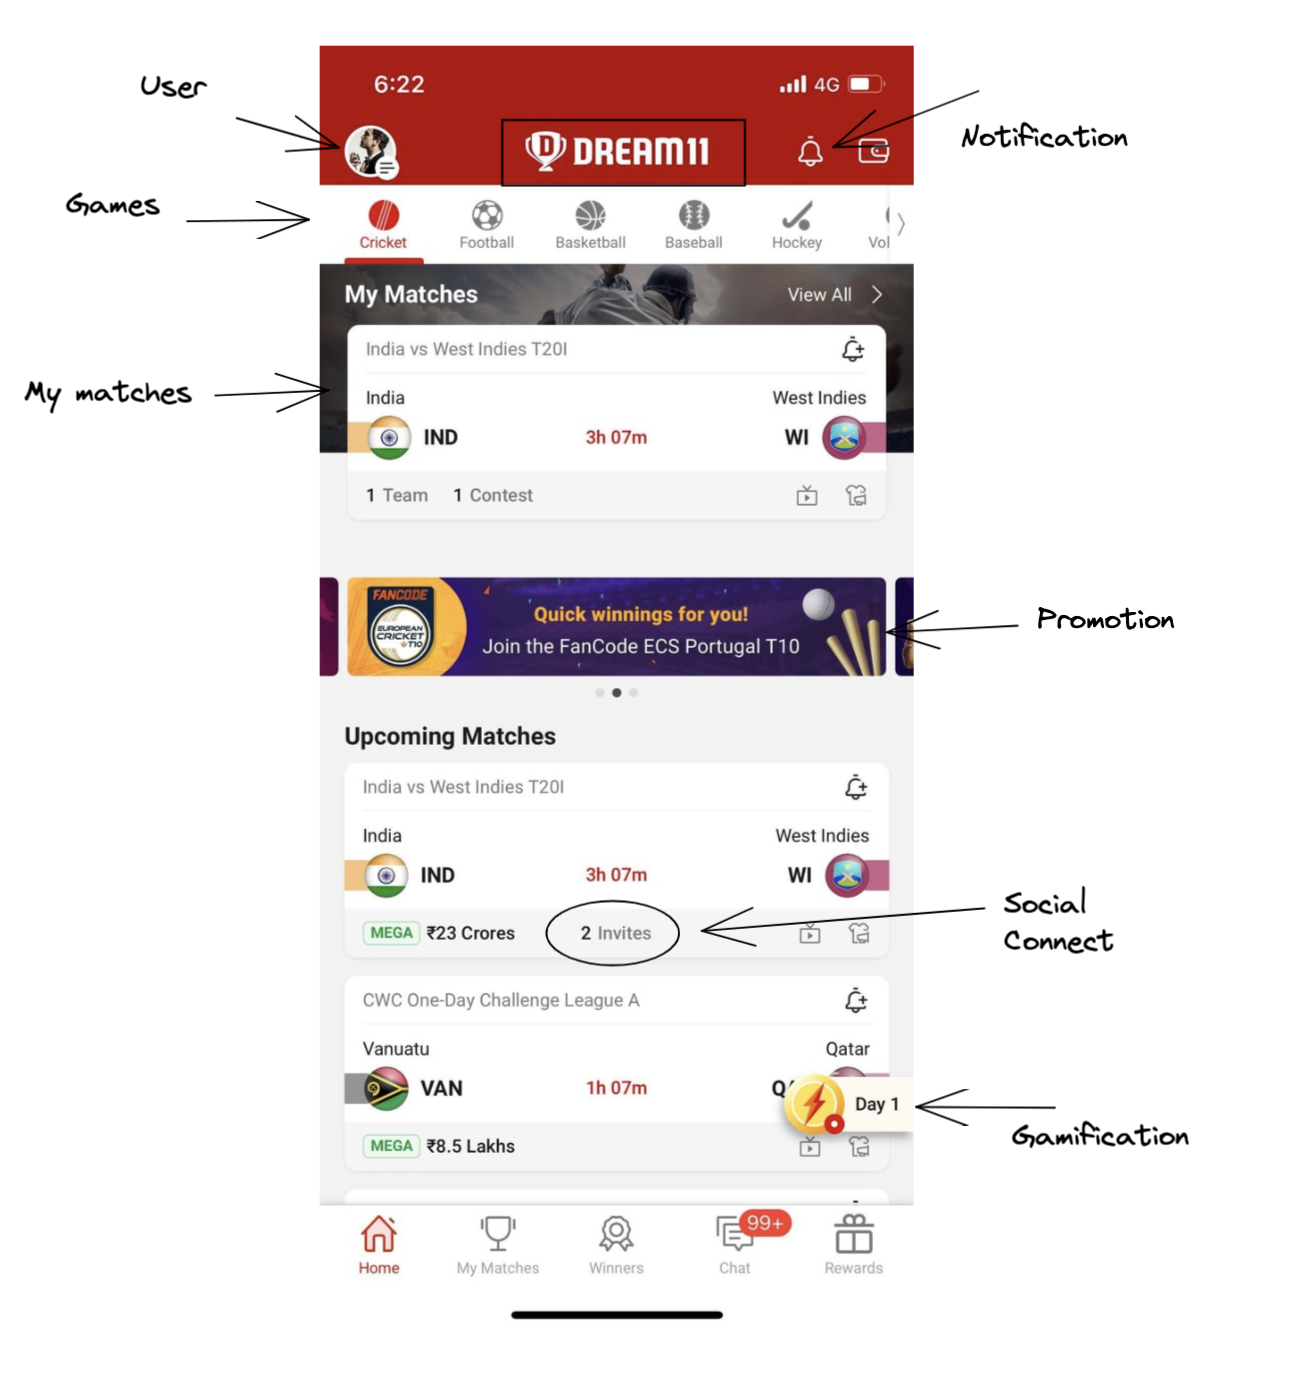 6:22
4G
User
DREAM11
Notification
Games
Cricket
Football
Basketball
Baseball
Hockey
Vol
My Matches
View All
India vs West Indies T20I
My matches
India
West Indies
IND
3h 07m
WI
1 Team
1 Contest
FANCODE
EUROPEAN
CRICKET
T10
Quick winnings for you!
Join the FanCode ECS Portugal T10
Promotion
Upcoming Matches
India vs West Indies T20I
India
West Indies
IND
3h 07m
WI
MEGA
₹23 Crores
2 Invites
Social
Connect
CWC One-Day Challenge League A
Vanuatu
Qatar
VAN
1h 07m
Day 1
MEGA
₹8.5 Lakhs
Gamification
Home
My Matches
Winners
99+
Chat
Rewards